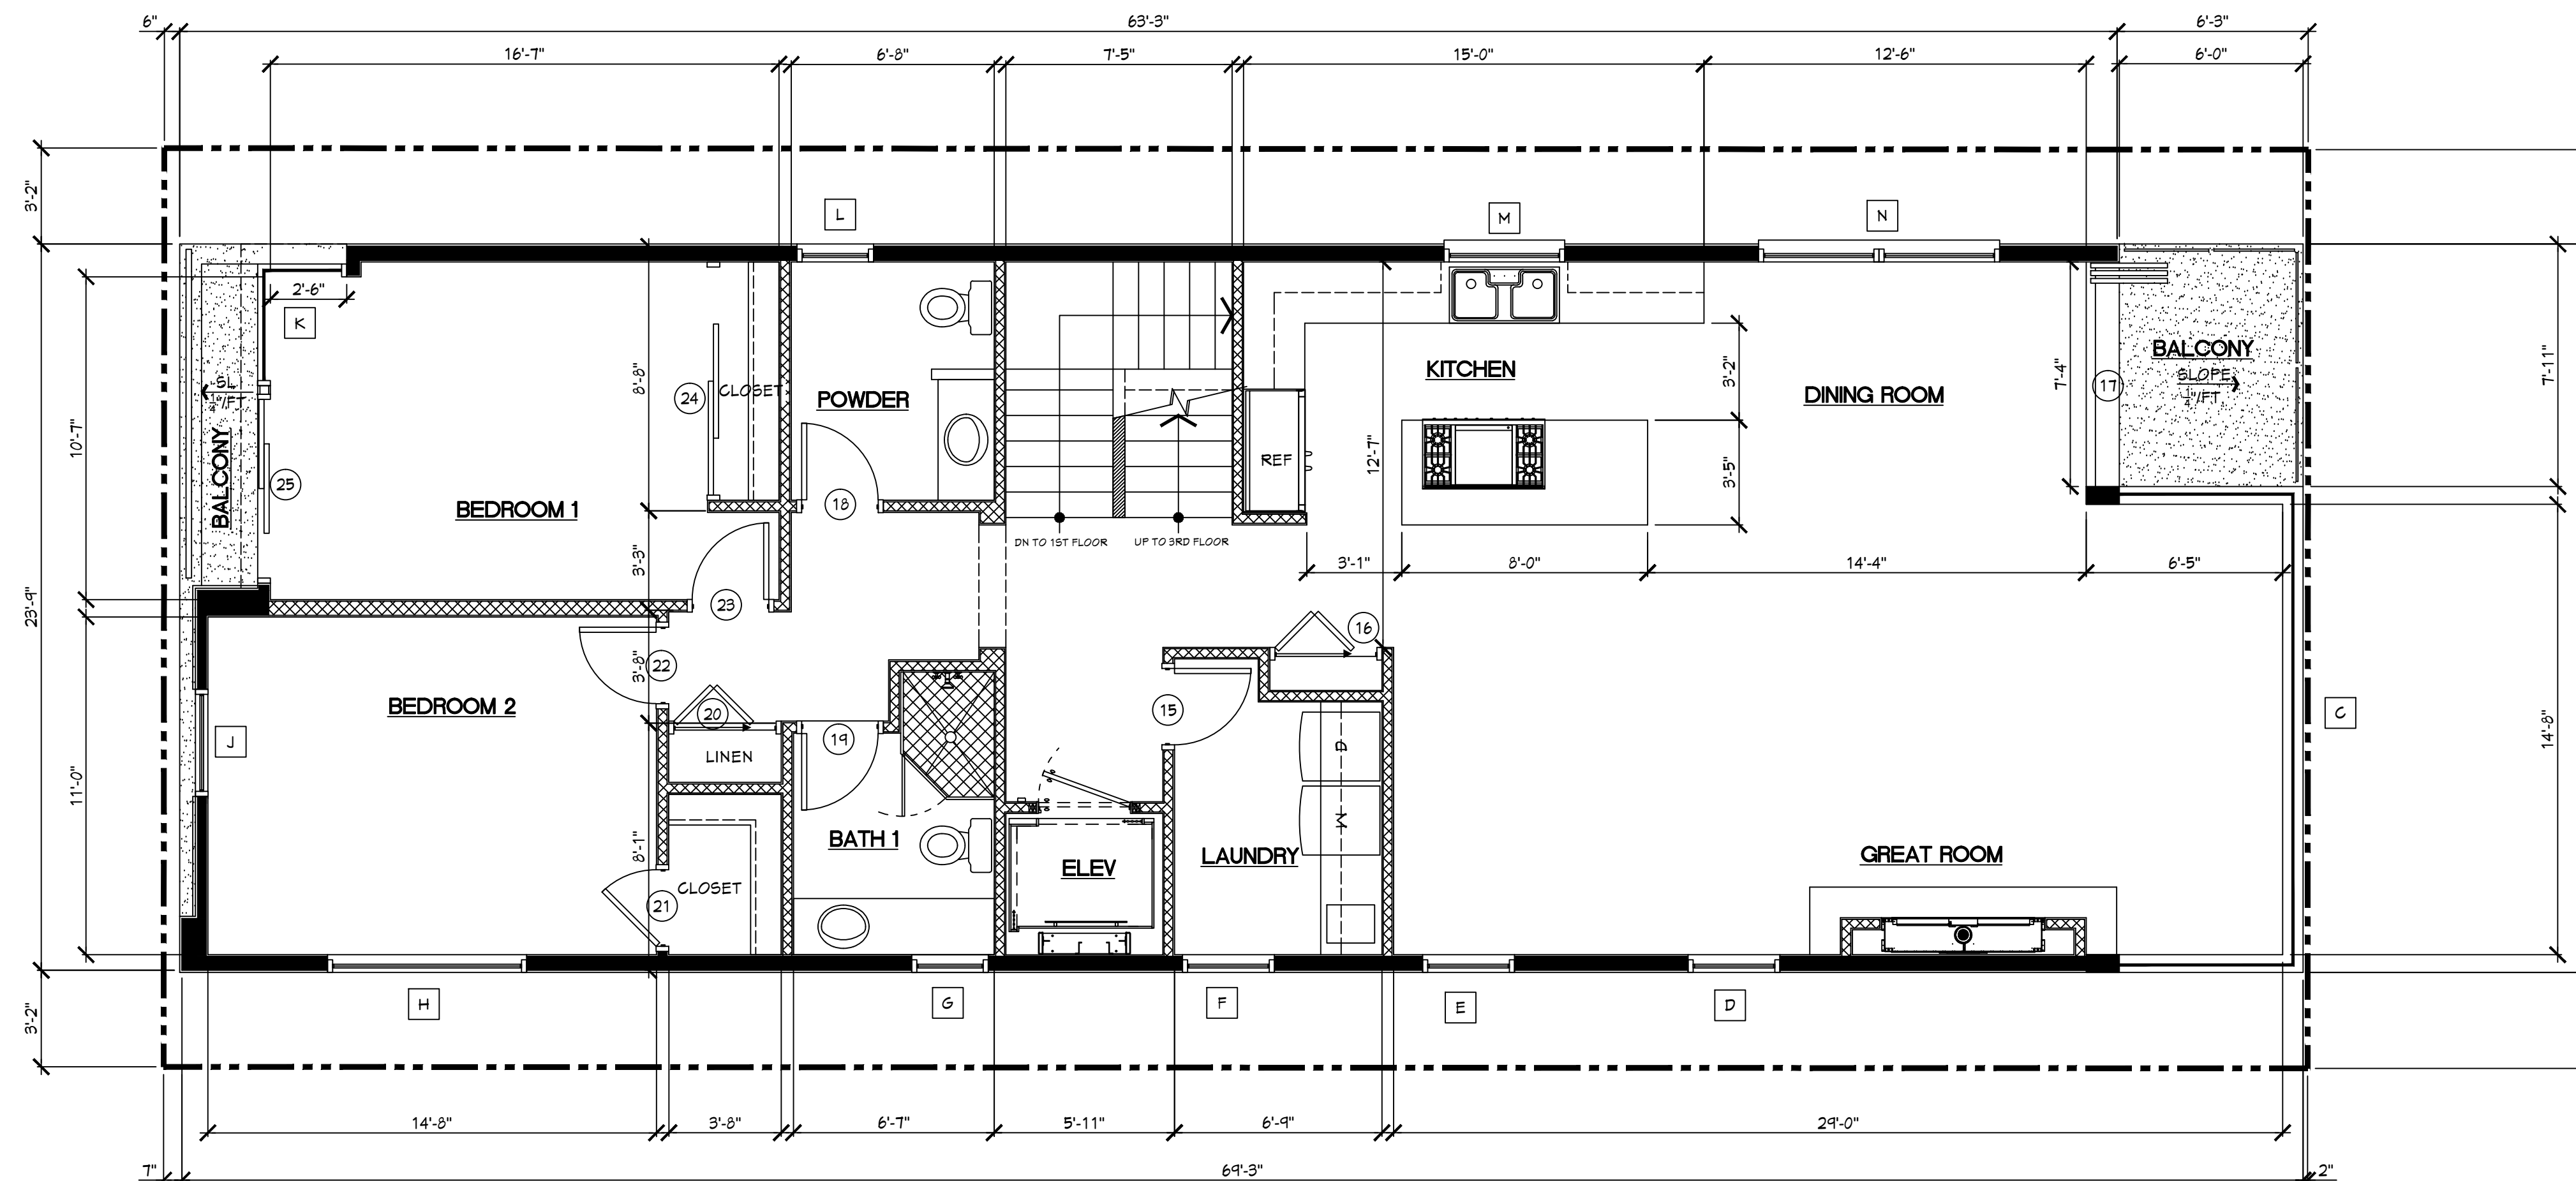 6" 63'-3" 6'-3"
16'-7" 6'-8" 7'-5" 15'-0" 12'-6" 6'-0"
3'-2"
L M N
2'-6"
K
BALCONY
SL
1/4"/FT
BALCONY
SLOPE
1/4"/FT
17
7'-4"
7'-11"
KITCHEN
3'-2"
DINING ROOM
8'-8"
24 CLOSET
POWDER
10'-7"
12'-7"
REF
3'-5"
25
18
BEDROOM 1
DN TO 1ST FLOOR UP TO 3RD FLOOR
3'-3"
3'-1" 8'-0" 14'-4" 6'-5"
23'-9"
23
16
22
3'-8"
BEDROOM 2
20
15
C
14'-8"
J
19
LINEN
D
11'-0"
M
8'-1"
BATH 1
LAUNDRY
GREAT ROOM
ELEV
CLOSET
21
H G F E D
3'-2"
14'-8" 3'-8" 6'-7" 5'-11" 6'-9" 29'-0"
7" 69'-3" 2"